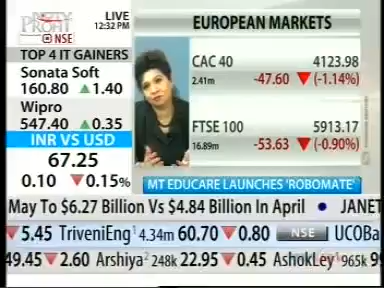 NDTV
PROFIT
NSE
LIVE
12:32 PM
EUROPEAN MARKETS
TOP 4 IT GAINERS
Sonata Soft
160.80 ▲ 1.40
Wipro
547.40 ▲ 0.35
INR VS USD
67.25
0.10 ▼ 0.15%
CAC 40 4123.98
2.41m -47.60 ▼ (-1.14%)
FTSE 100 5913.17
16.89m -53.63 ▼ (-0.90%)
MT EDUCARE LAUNCHES 'ROBOMATE'
May To $6.27 Billion Vs $4.84 Billion In April • JANET
▼ 5.45 TriveniEng¹ 4.34m 60.70 ▼ 0.80 NSE UCOBa
49.45 ▼ 2.60 Arshiya² 248k 22.95 ▼ 0.45 AshokLey¹ 965k 9